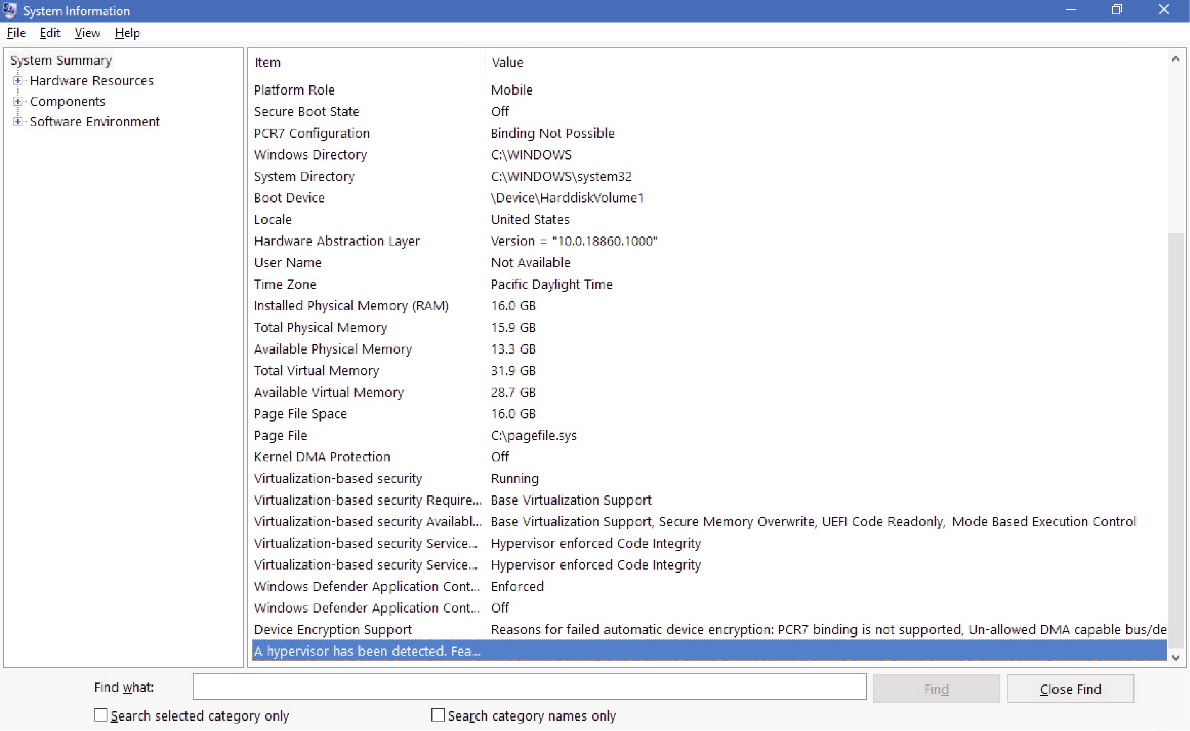 System Information
File Edit View Help
System Summary
Hardware Resources
Components
Software Environment
Item Value
Platform Role Mobile
Secure Boot State Off
PCR7 Configuration Binding Not Possible
Windows Directory C:\WINDOWS
System Directory C:\WINDOWS\system32
Boot Device \Device\HarddiskVolume1
Locale United States
Hardware Abstraction Layer Version = "10.0.18860.1000"
User Name Not Available
Time Zone Pacific Daylight Time
Installed Physical Memory (RAM) 16.0 GB
Total Physical Memory 15.9 GB
Available Physical Memory 13.3 GB
Total Virtual Memory 31.9 GB
Available Virtual Memory 28.7 GB
Page File Space 16.0 GB
Page File C:\pagefile.sys
Kernel DMA Protection Off
Virtualization-based security Running
Virtualization-based security Require... Base Virtualization Support
Virtualization-based security Availabl... Base Virtualization Support, Secure Memory Overwrite, UEFI Code Readonly, Mode Based Execution Control
Virtualization-based security Service... Hypervisor enforced Code Integrity
Virtualization-based security Service... Hypervisor enforced Code Integrity
Windows Defender Application Cont... Enforced
Windows Defender Application Cont... Off
Device Encryption Support Reasons for failed automatic device encryption: PCR7 binding is not supported, Un-allowed DMA capable bus/de
A hypervisor has been detected. Fea...
Find what: Find Close Find
Search selected category only Search category names only